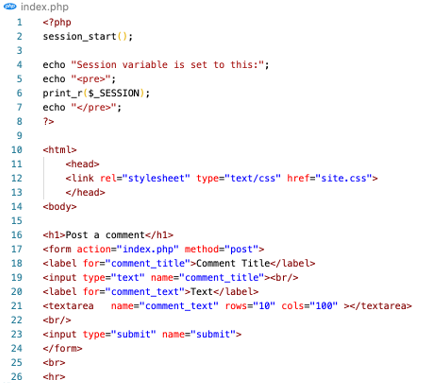 index.php
1 <?php
2 session_start();
3
4 echo "Session variable is set to this:";
5 echo "<pre>";
6 print_r($_SESSION);
7 echo "</pre>";
8 ?>
9
10 <html>
11 <head>
12 <link rel="stylesheet" type="text/css" href="site.css">
13 </head>
14 <body>
15
16 <h1>Post a comment</h1>
17 <form action="index.php" method="post">
18 <label for="comment_title">Comment Title</label>
19 <input type="text" name="comment_title"><br/>
20 <label for="comment_text">Text</label>
21 <textarea   name="comment_text" rows="10" cols="100" ></textarea>
22 <br/>
23 <input type="submit" name="submit">
24 </form>
25 <br>
26 <hr>